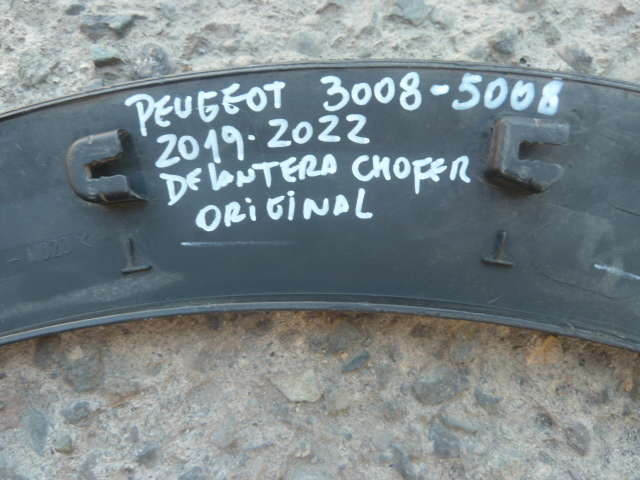 PEUGEOT 3008-5008
2019-2022
DELANTERA CHOFER
ORIGINAL